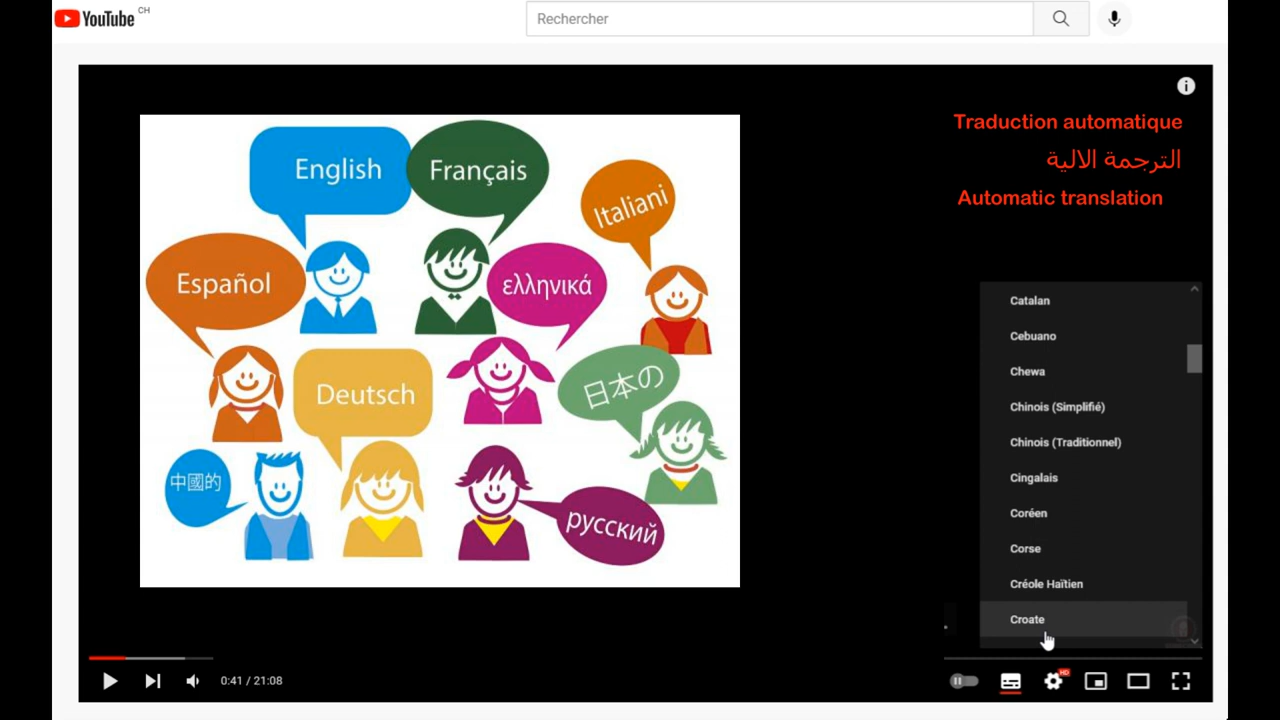 YouTube CH
Rechercher
Traduction automatique
الترجمة الالية
Automatic translation
English
Français
Italiani
Español
ελληνικά
Deutsch
日本の
中國的
русский
Catalan
Cebuano
Chewa
Chinois (Simplifié)
Chinois (Traditionnel)
Cingalais
Coréen
Corse
Créole Haïtien
Croate
0:41 / 21:08
HD